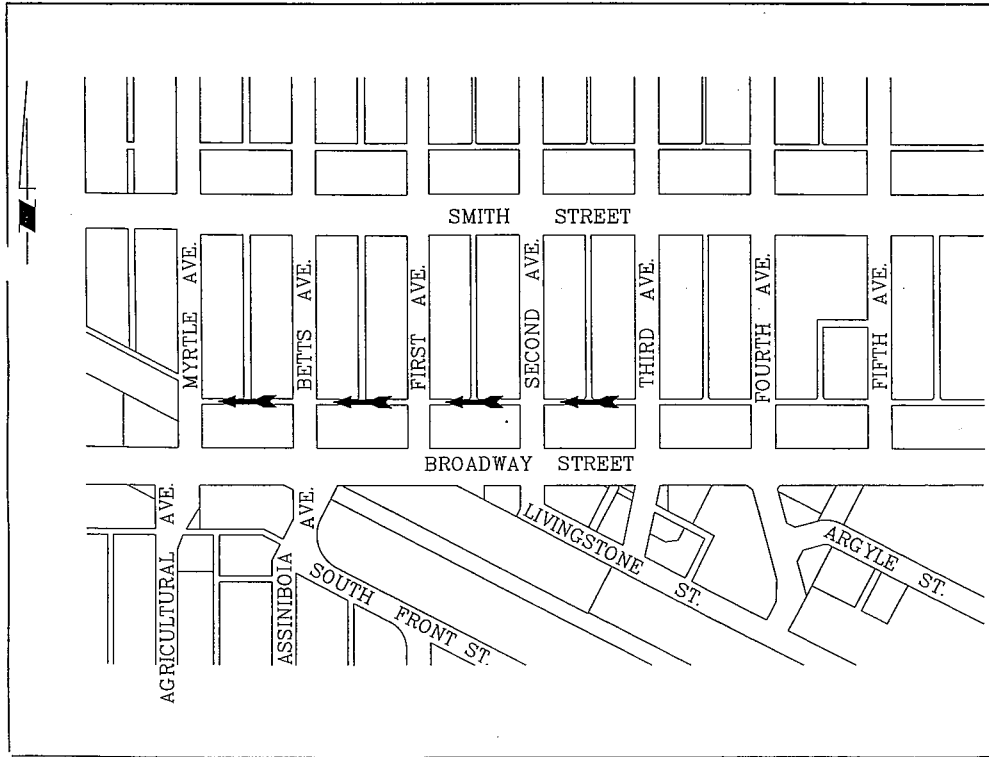 SMITH STREET
MYRTLE AVE.
BETTS AVE.
FIRST AVE.
SECOND AVE.
THIRD AVE.
FOURTH AVE.
FIFTH AVE.
BROADWAY STREET
AGRICULTURAL AVE.
ASSINIBOIA AVE.
SOUTH FRONT ST.
LIVINGSTONE ST.
ARGYLE ST.